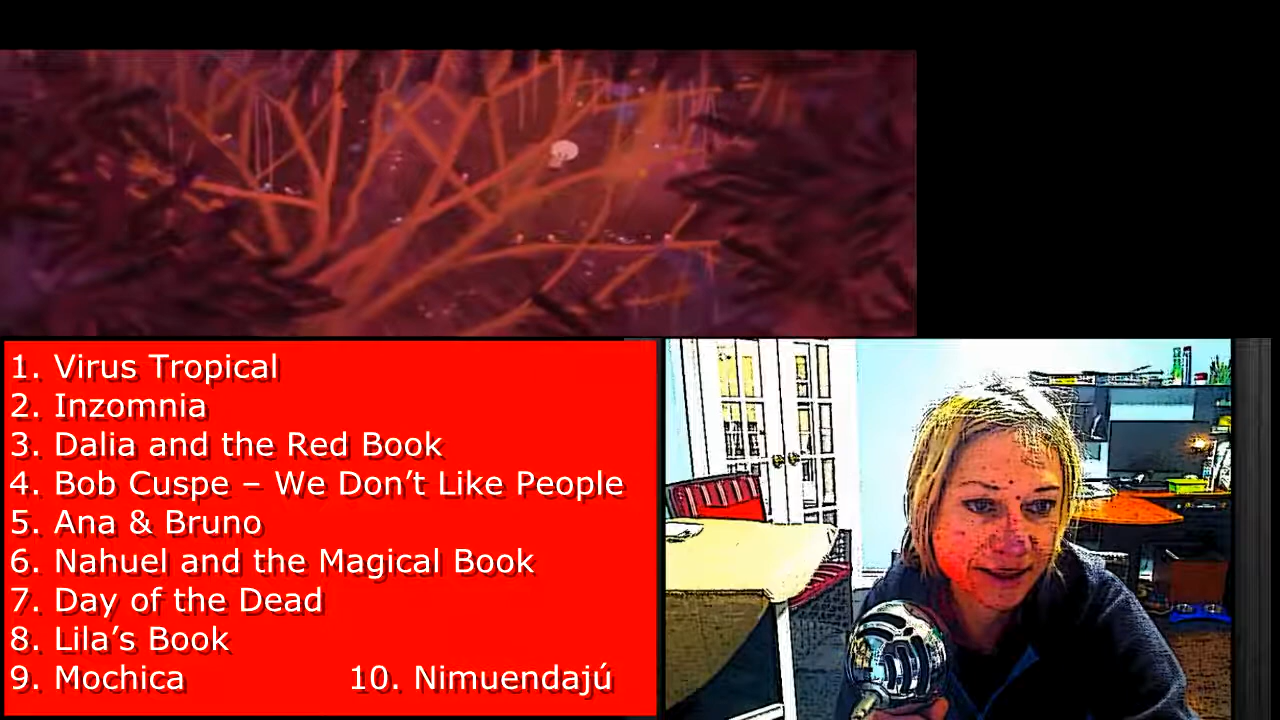 1. Virus Tropical
2. Inzomnia
3. Dalia and the Red Book
4. Bob Cuspe – We Don’t Like People
5. Ana & Bruno
6. Nahuel and the Magical Book
7. Day of the Dead
8. Lila’s Book
9. Mochica 10. Nimuendajú